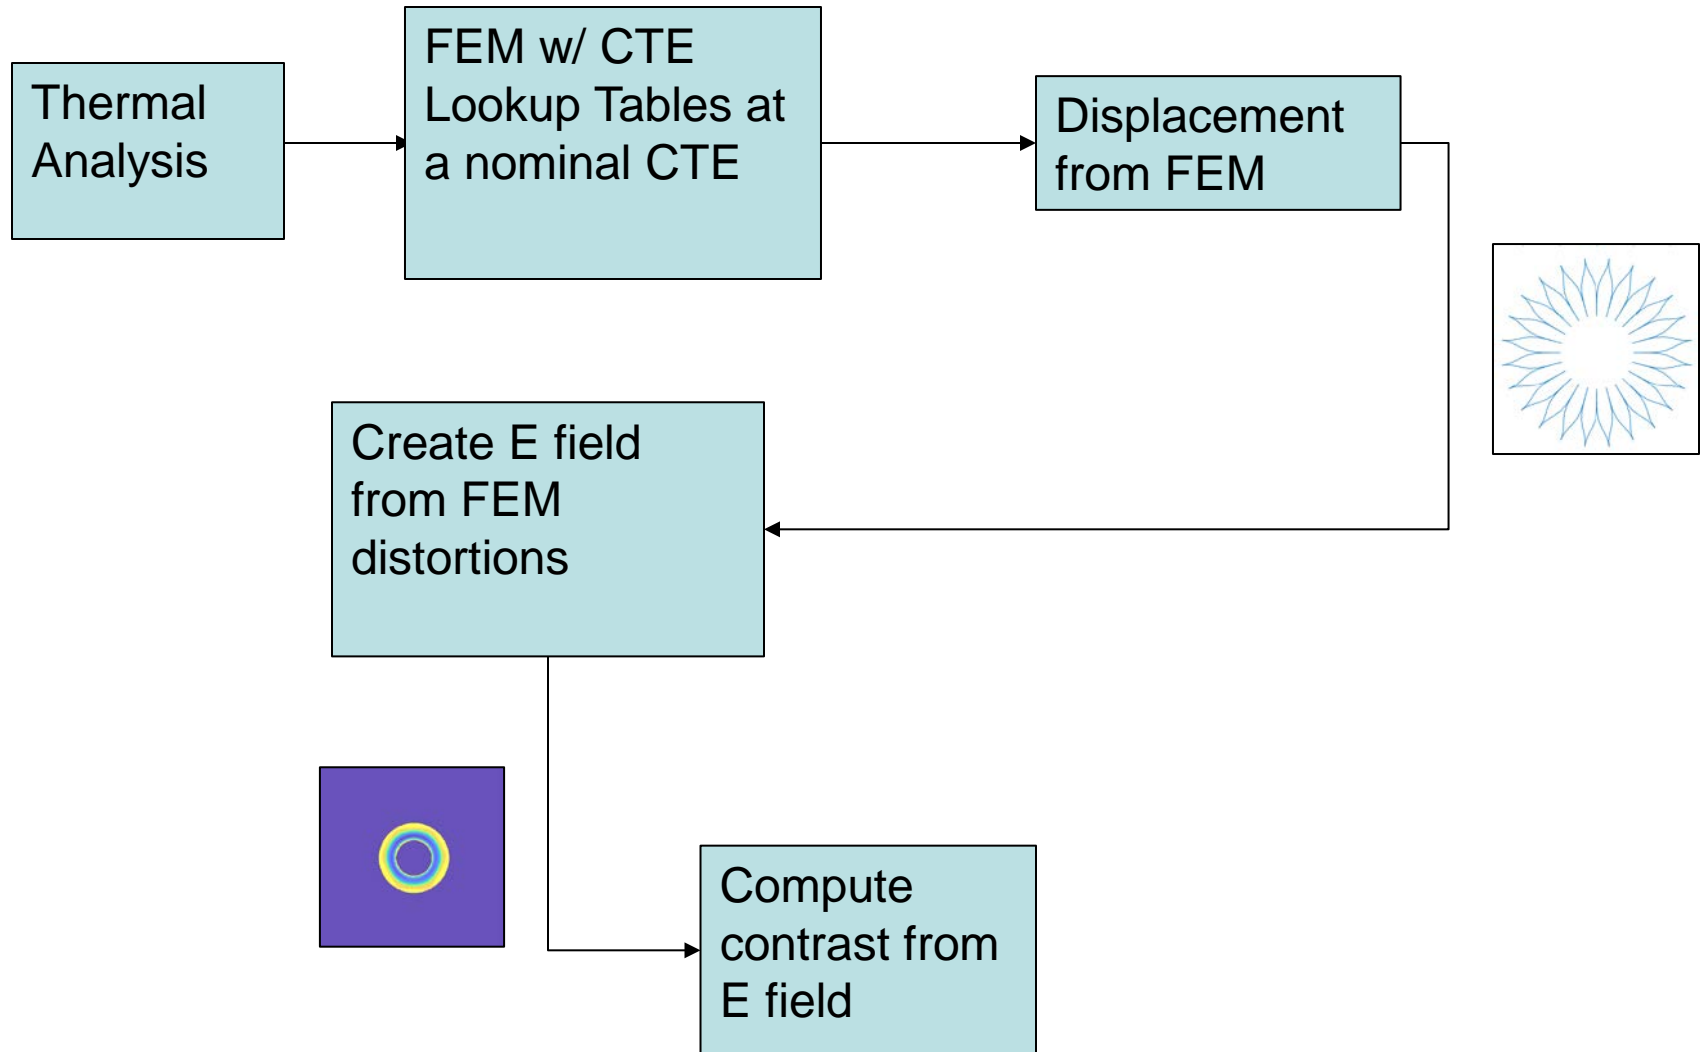 Thermal
Analysis
FEM w/ CTE
Lookup Tables at
a nominal CTE
Displacement
from FEM
Create E field
from FEM
distortions
Compute
contrast from
E field